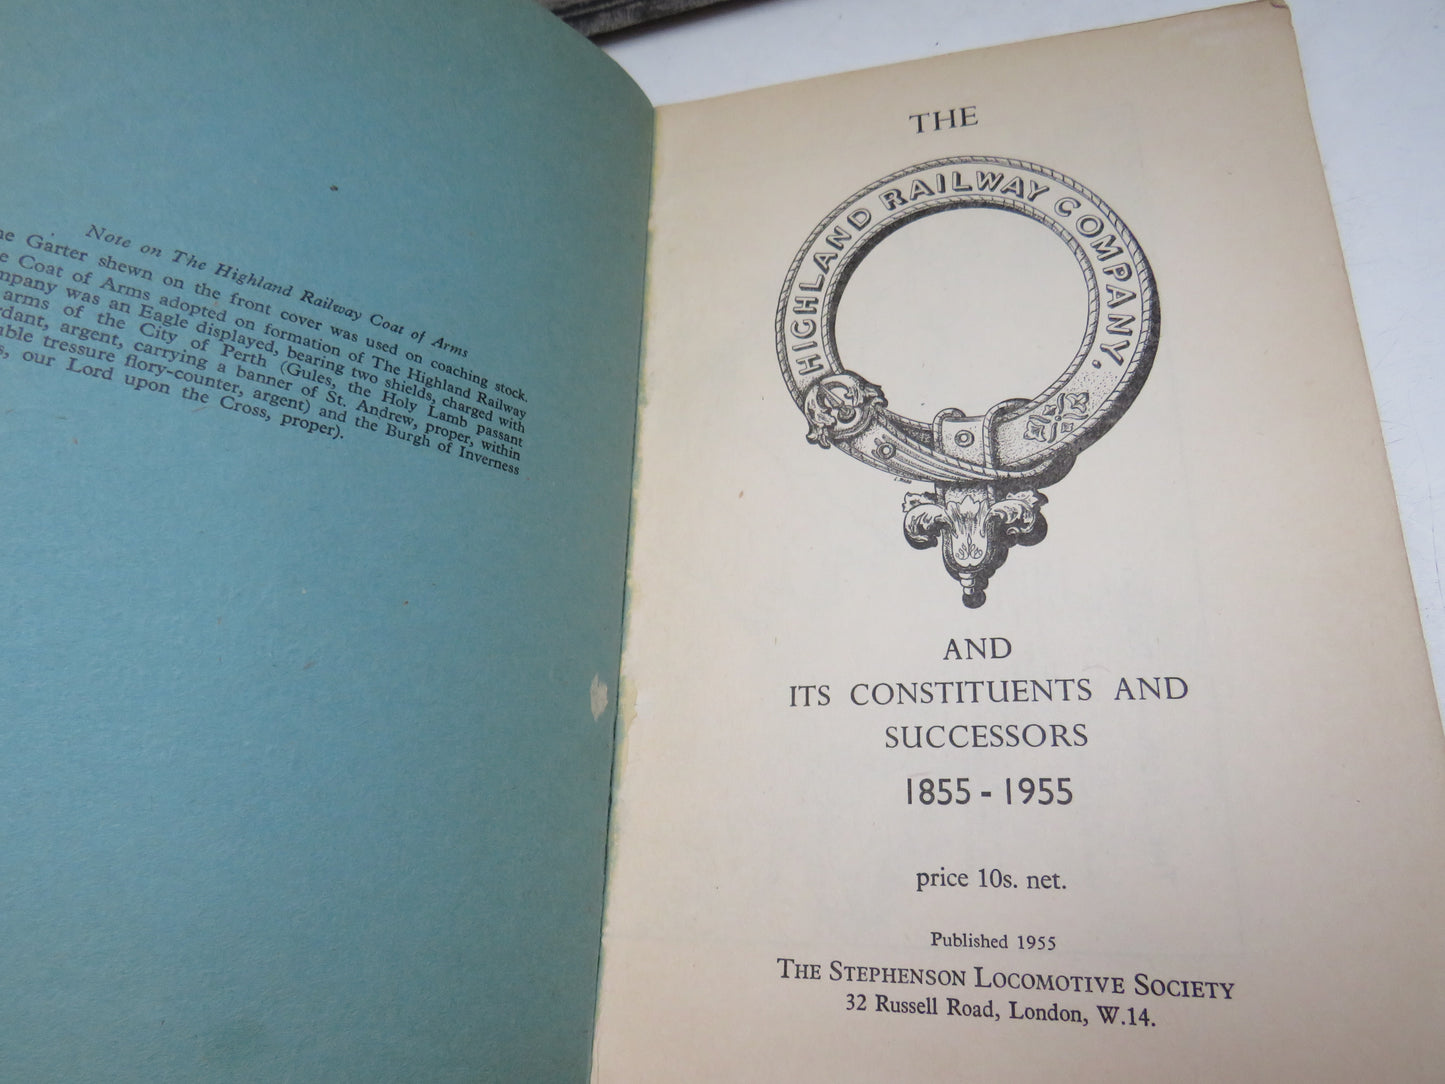 Note on The Highland Railway Coat of Arms
Garter shewn on the front cover was used on coaching stock.
Coat of Arms adopted on formation of The Highland Railway
was an Eagle displayed, bearing two shields, charged with
arms of the City of Perth (Gules, the Holy Lamb passant
argent, carrying a banner of St. Andrew, proper, within
tressure flory-counter, argent) and the Burgh of Inverness
our Lord upon the Cross, proper).
THE
HIGHLAND RAILWAY COMPANY.
AND
ITS CONSTITUENTS AND
SUCCESSORS
1855 - 1955
price 10s. net.
Published 1955
THE STEPHENSON LOCOMOTIVE SOCIETY
32 Russell Road, London, W.14.